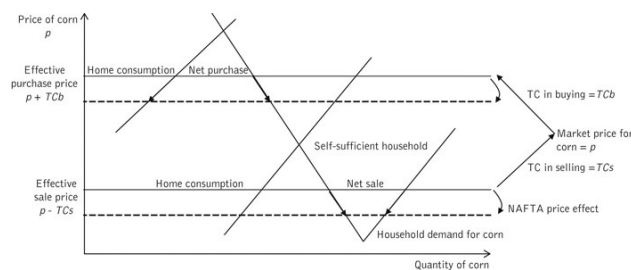 Price of corn
p
Effective
purchase price
p + TCb
Home consumption
Net purchase
TC in buying =TCb
Self-sufficient household
Market price for
corn = p
TC in selling =TCs
Effective
sale price
p - TCs
Home consumption
Net sale
NAFTA price effect
Household demand for corn
Quantity of corn